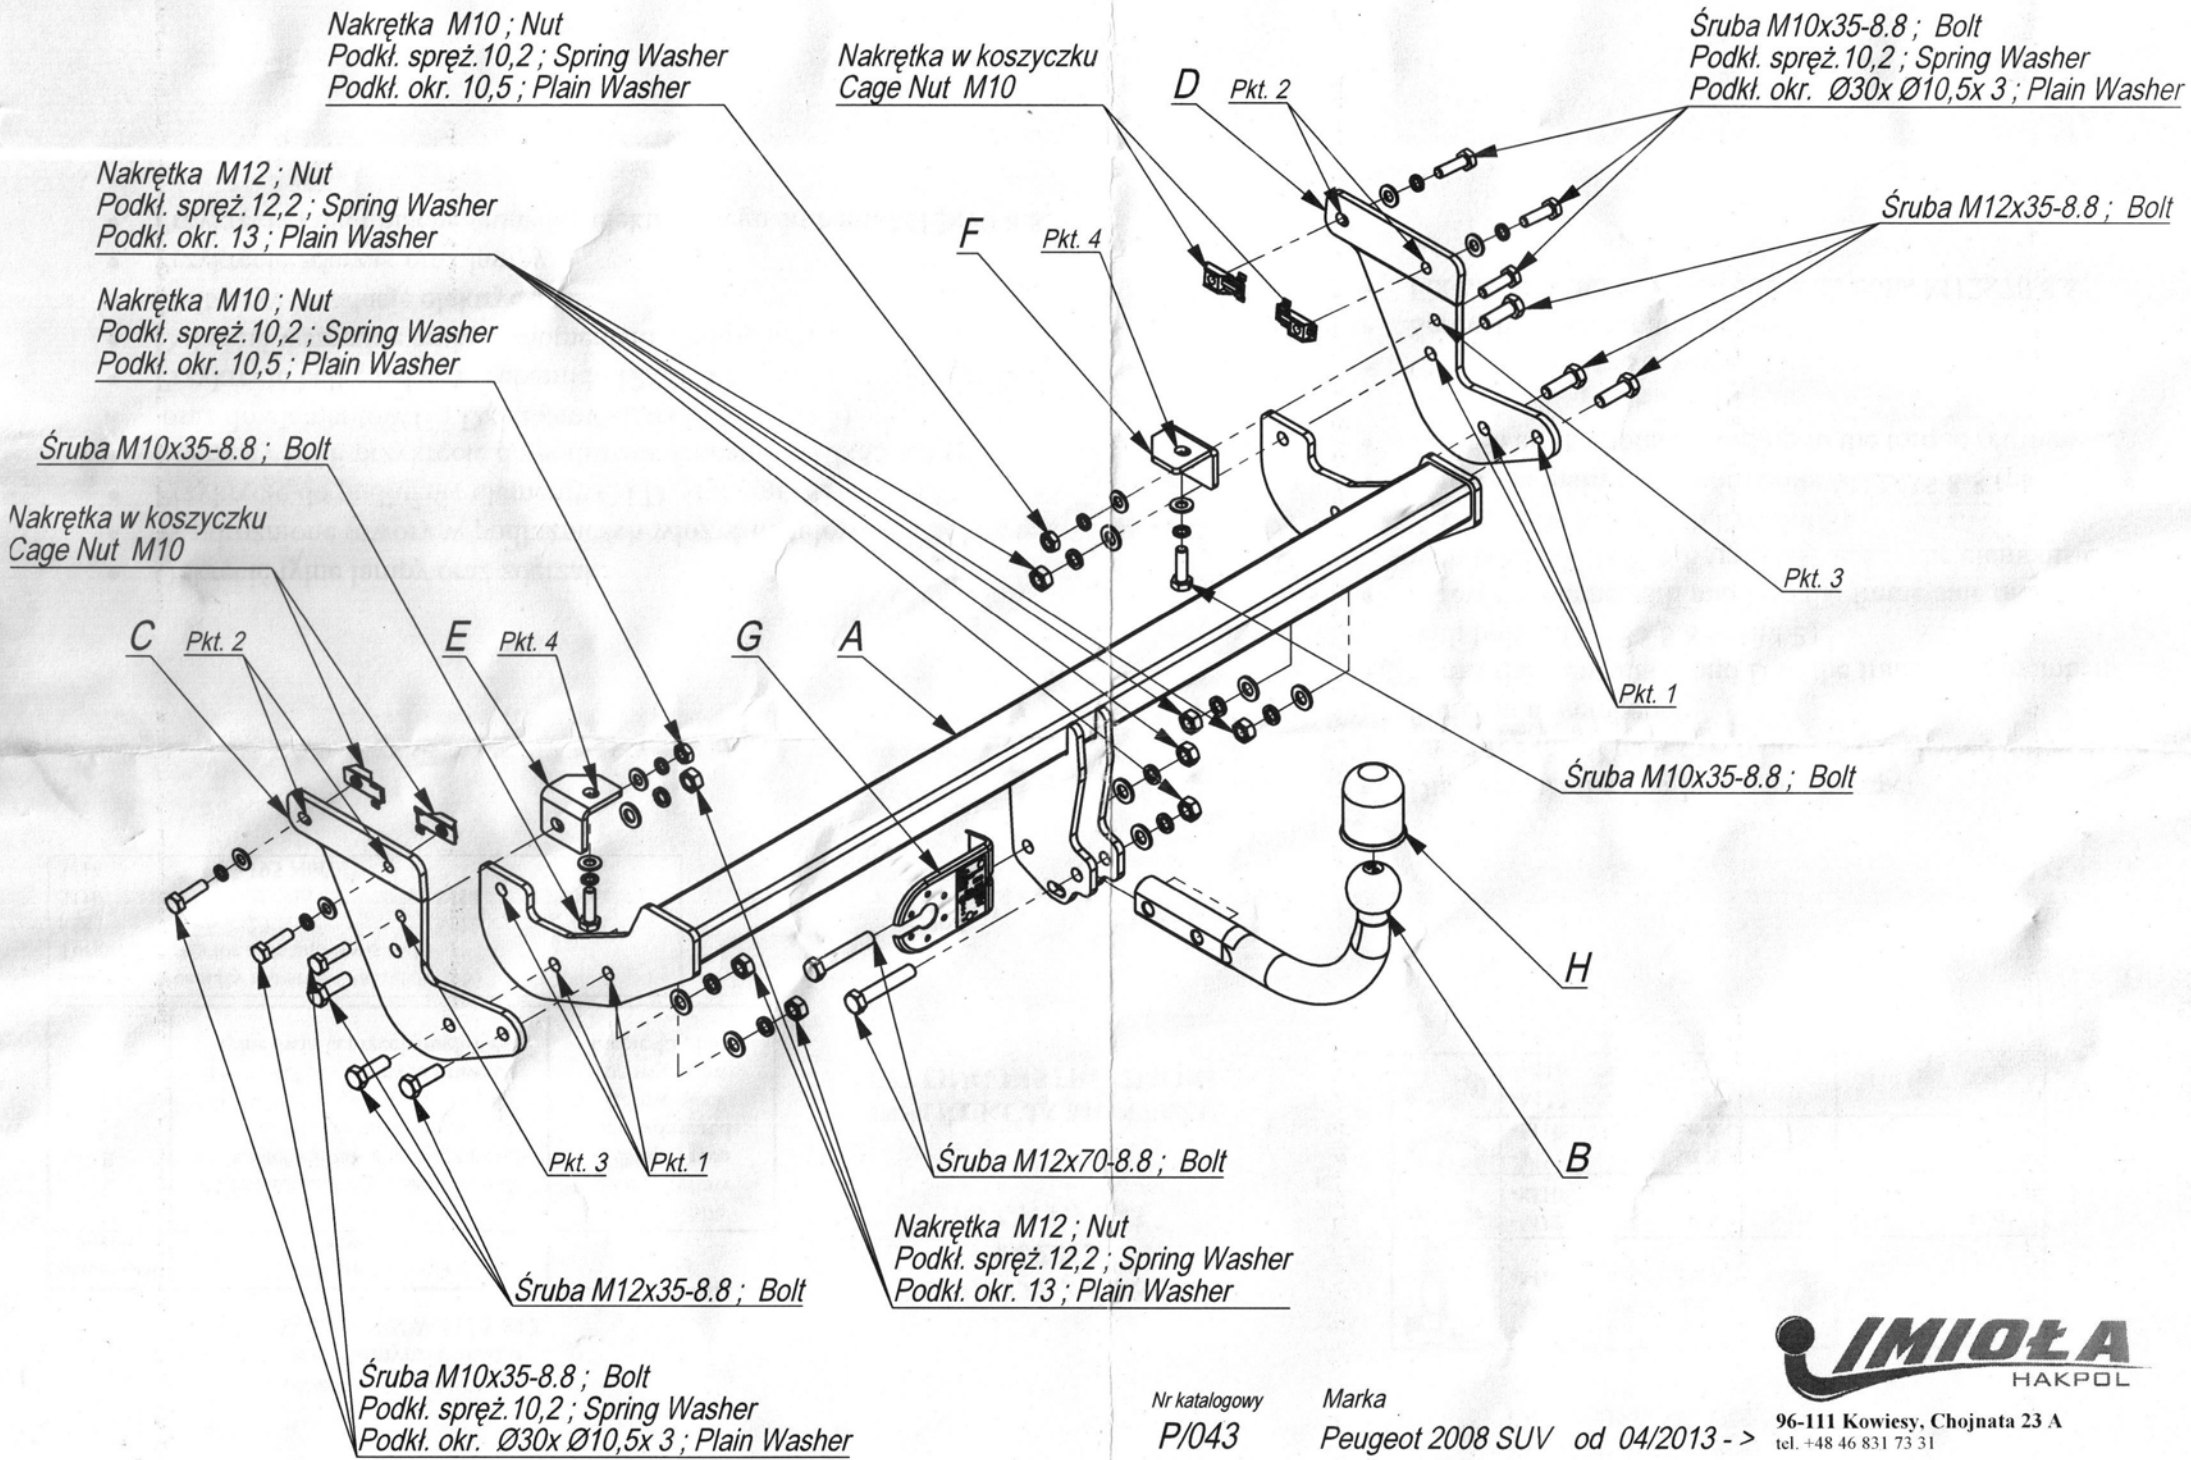 Nakrętka M10 ; Nut
Podkł. spręż.10,2 ; Spring Washer
Podkł. okr. 10,5 ; Plain Washer
Nakrętka w koszyczku
Cage Nut M10
D
Pkt. 2
Śruba M10x35-8.8 ; Bolt
Podkł. spręż.10,2 ; Spring Washer
Podkł. okr. Ø30x Ø10,5x 3 ; Plain Washer
Nakrętka M12 ; Nut
Podkł. spręż.12,2 ; Spring Washer
Podkł. okr. 13 ; Plain Washer
Śruba M12x35-8.8 ; Bolt
F
Pkt. 4
Nakrętka M10 ; Nut
Podkł. spręż.10,2 ; Spring Washer
Podkł. okr. 10,5 ; Plain Washer
Śruba M10x35-8.8 ; Bolt
Nakrętka w koszyczku
Cage Nut M10
Pkt. 3
C
Pkt. 2
E
Pkt. 4
G
A
Pkt. 1
Śruba M10x35-8.8 ; Bolt
H
Pkt. 3
Pkt. 1
Śruba M12x70-8.8 ; Bolt
B
Nakrętka M12 ; Nut
Podkł. spręż.12,2 ; Spring Washer
Podkł. okr. 13 ; Plain Washer
Śruba M12x35-8.8 ; Bolt
Śruba M10x35-8.8 ; Bolt
Podkł. spręż.10,2 ; Spring Washer
Podkł. okr. Ø30x Ø10,5x 3 ; Plain Washer
Nr katalogowy
P/043
Marka
Peugeot 2008 SUV od 04/2013 - >
IMIOŁA
HAKPOL
96-111 Kowiesy, Chojnata 23 A
tel. +48 46 831 73 31